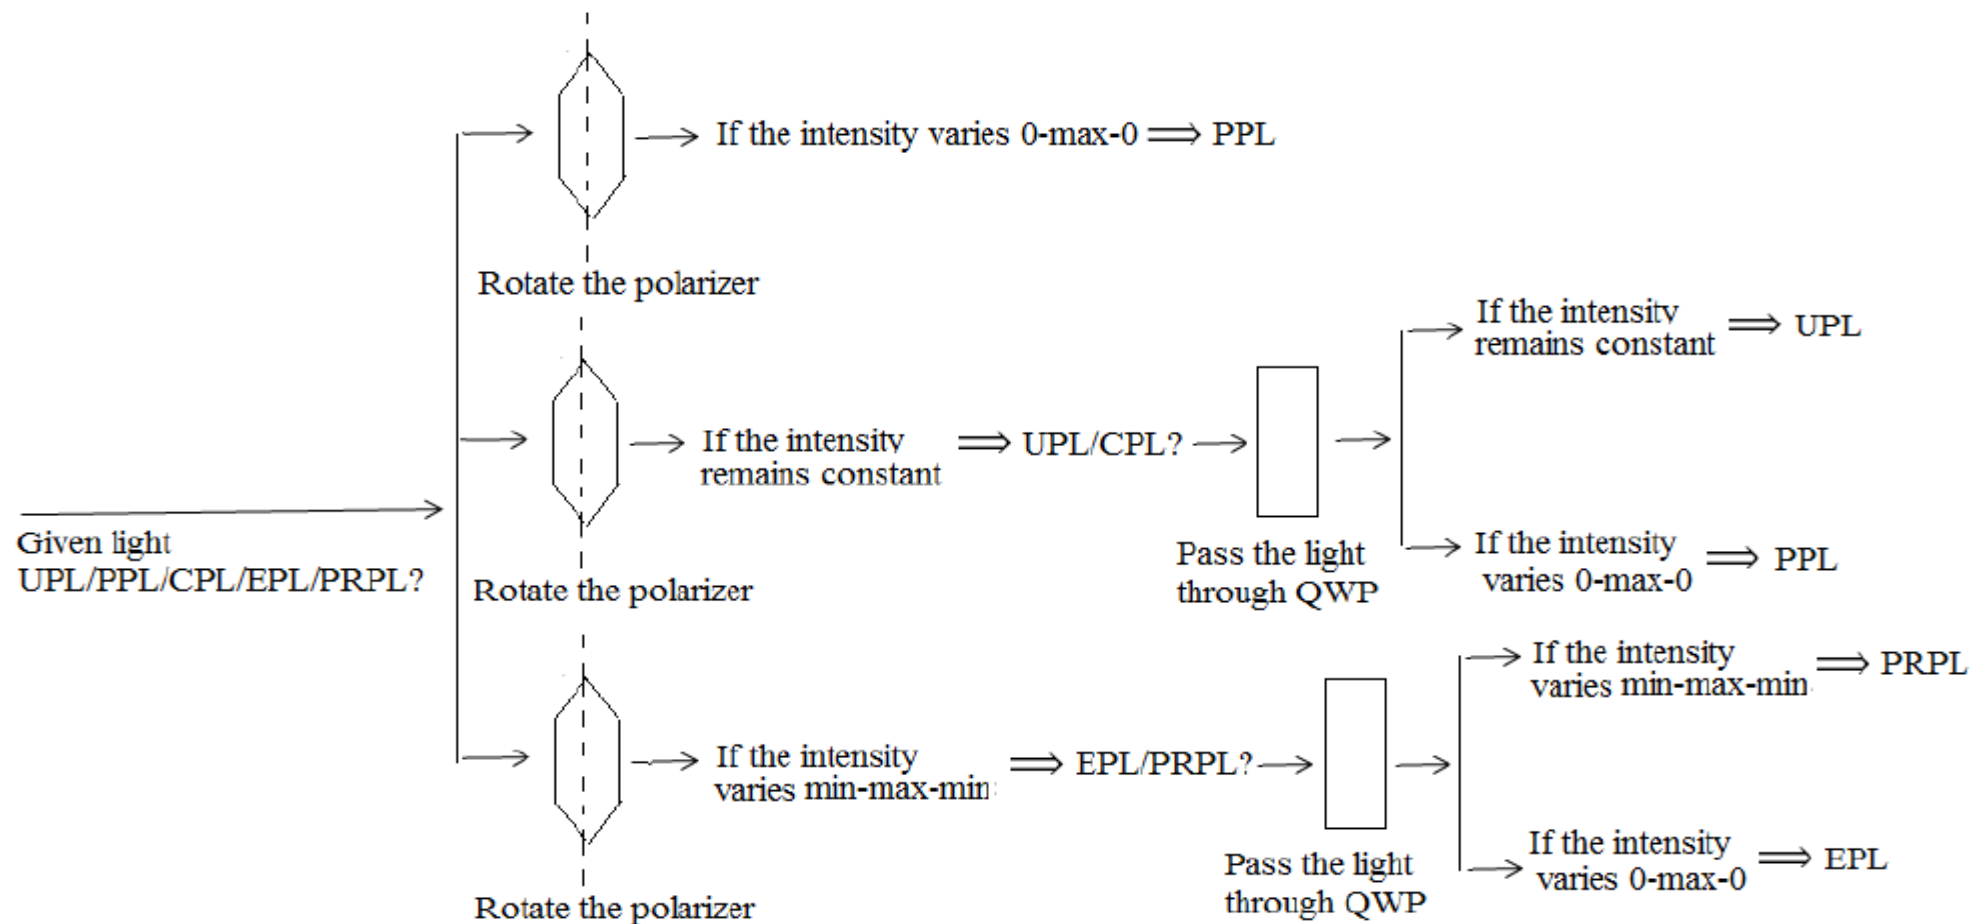 If the intensity varies 0-max-0 ⟹ PPL
Rotate the polarizer
Given light
UPL/PPL/CPL/EPL/PRPL?
If the intensity
remains constant
⟹ UPL/CPL?
Rotate the polarizer
Pass the light
through QWP
If the intensity
remains constant
⟹ UPL
If the intensity
varies 0-max-0
⟹ PPL
If the intensity
varies min-max-min
⟹ EPL/PRPL?
Rotate the polarizer
Pass the light
through QWP
If the intensity
varies min-max-min
⟹ PRPL
If the intensity
varies 0-max-0
⟹ EPL